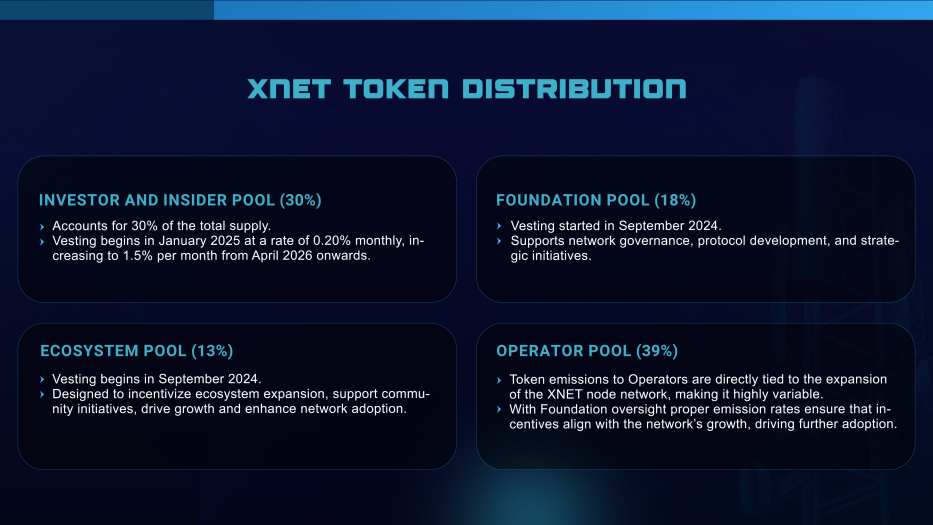 XNET TOKEN DISTRIBUTION
INVESTOR AND INSIDER POOL (30%)
› Accounts for 30% of the total supply.
› Vesting begins in January 2025 at a rate of 0.20% monthly, in-
creasing to 1.5% per month from April 2026 onwards.
FOUNDATION POOL (18%)
› Vesting started in September 2024.
› Supports network governance, protocol development, and strate-
gic initiatives.
ECOSYSTEM POOL (13%)
› Vesting begins in September 2024.
› Designed to incentivize ecosystem expansion, support commu-
nity initiatives, drive growth and enhance network adoption.
OPERATOR POOL (39%)
› Token emissions to Operators are directly tied to the expansion
of the XNET node network, making it highly variable.
› With Foundation oversight proper emission rates ensure that in-
centives align with the network’s growth, driving further adoption.